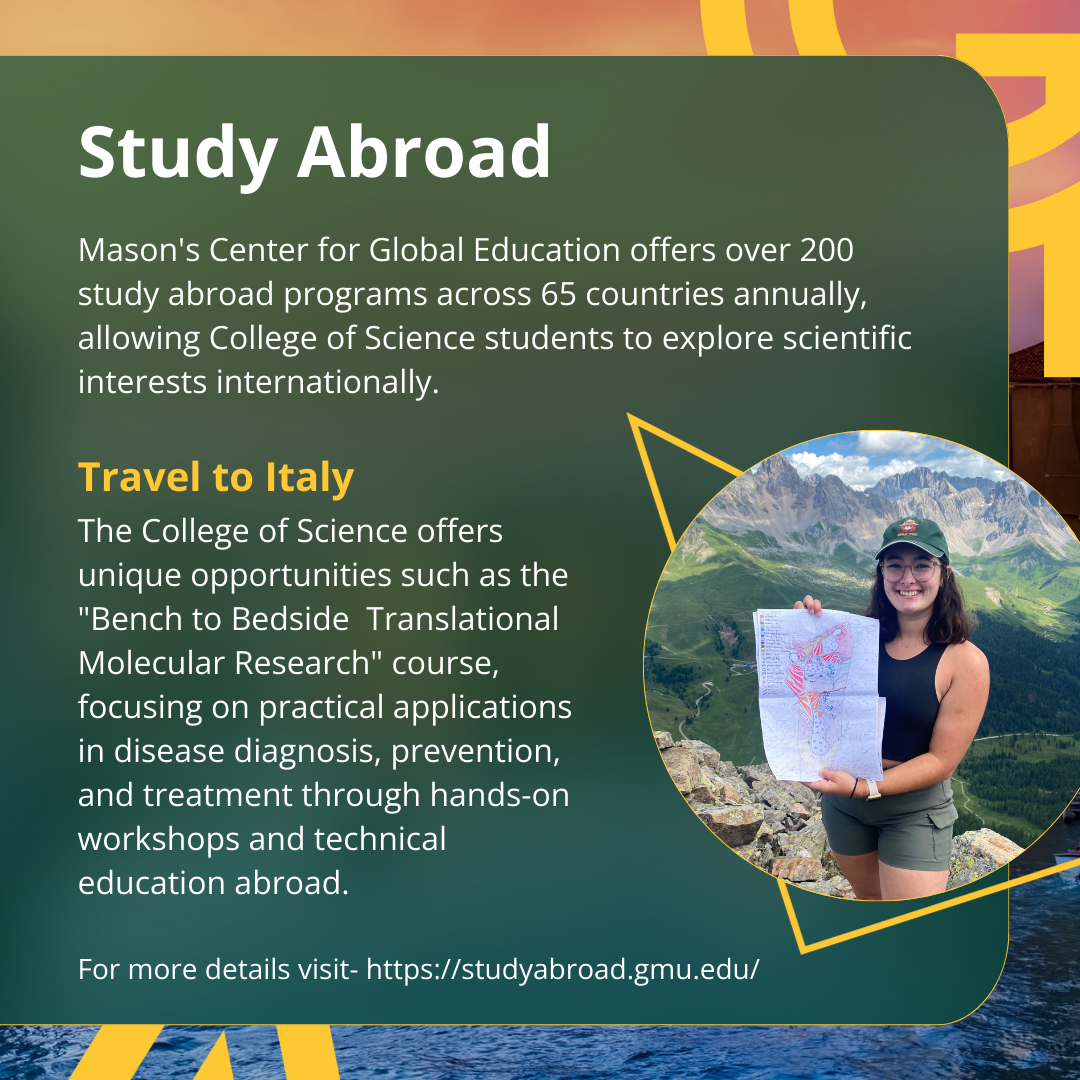 Study Abroad
Mason's Center for Global Education offers over 200
study abroad programs across 65 countries annually,
allowing College of Science students to explore scientific
interests internationally.
Travel to Italy
The College of Science offers
unique opportunities such as the
"Bench to Bedside  Translational
Molecular Research" course,
focusing on practical applications
in disease diagnosis, prevention,
and treatment through hands-on
workshops and technical
education abroad.
For more details visit- https://studyabroad.gmu.edu/